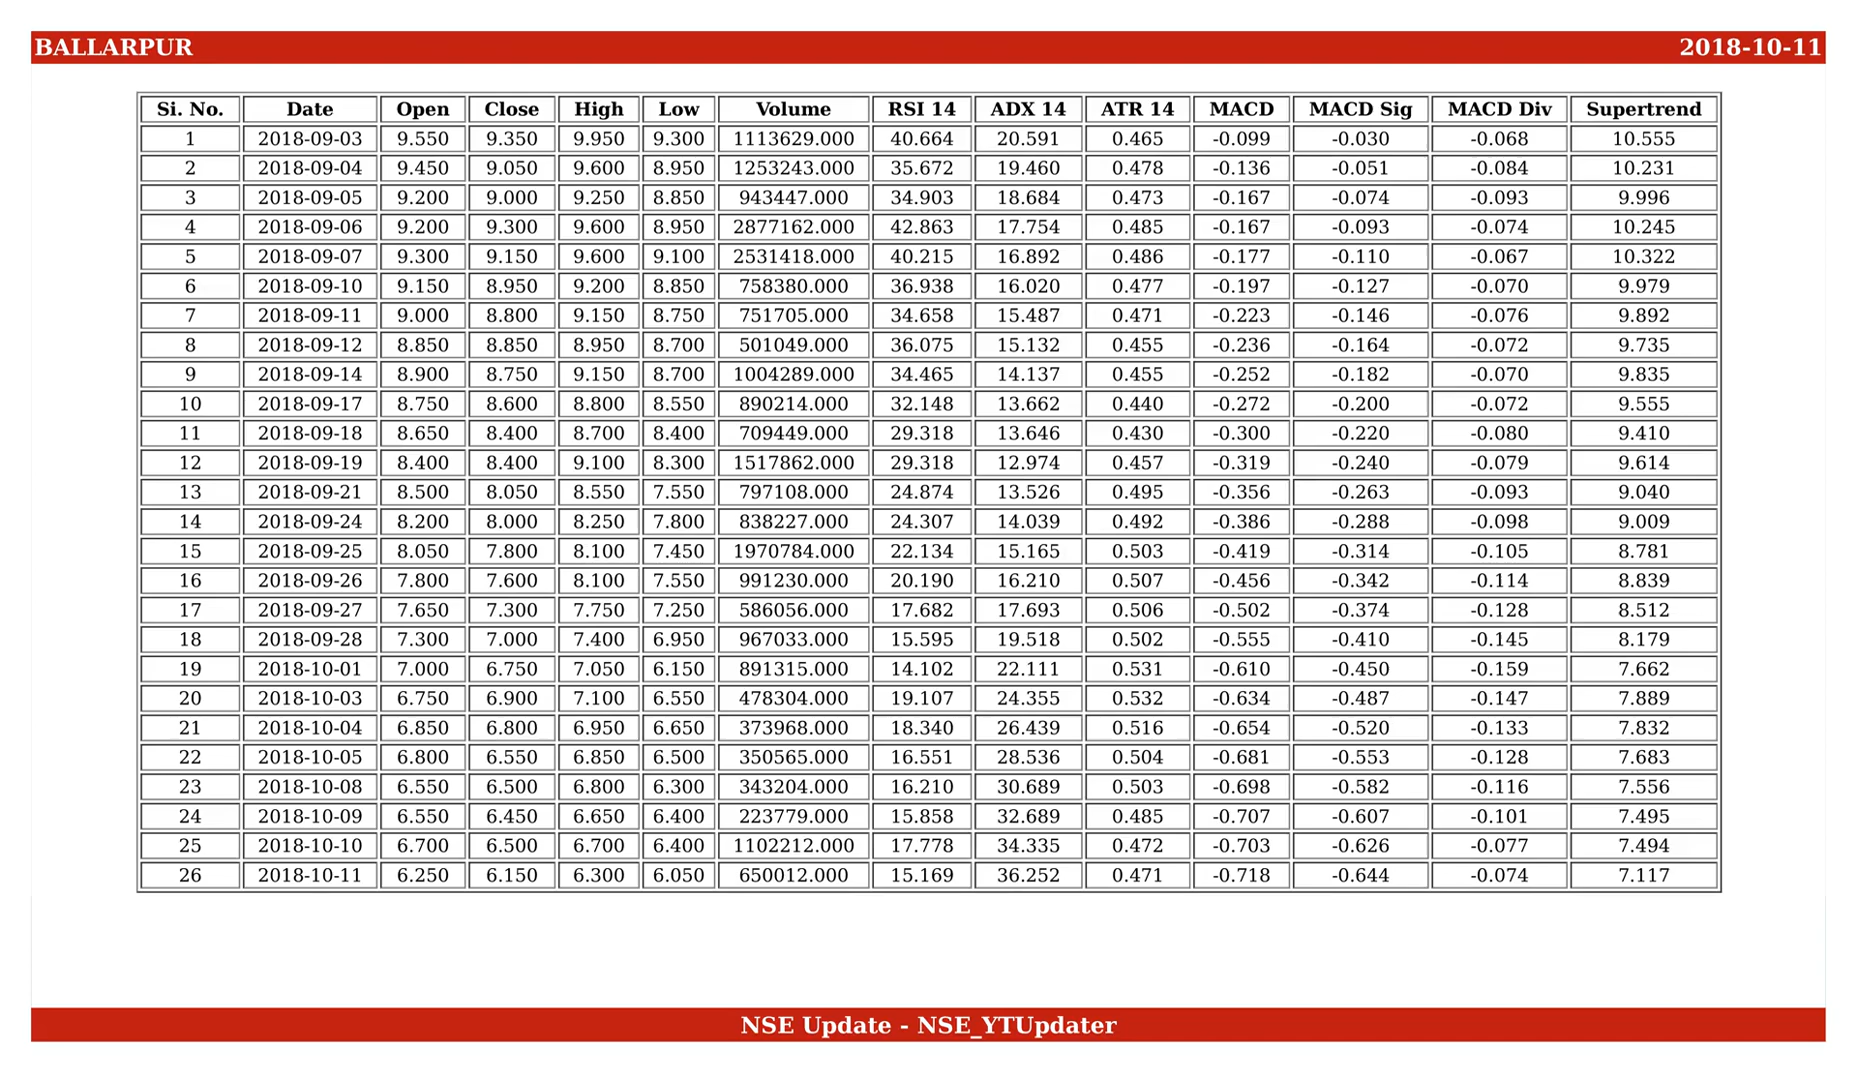 BALLARPUR 2018-10-11
Si. No. Date Open Close High Low Volume RSI 14 ADX 14 ATR 14 MACD MACD Sig MACD Div Supertrend
1 2018-09-03 9.550 9.350 9.950 9.300 1113629.000 40.664 20.591 0.465 -0.099 -0.030 -0.068 10.555
2 2018-09-04 9.450 9.050 9.600 8.950 1253243.000 35.672 19.460 0.478 -0.136 -0.051 -0.084 10.231
3 2018-09-05 9.200 9.000 9.250 8.850 943447.000 34.903 18.684 0.473 -0.167 -0.074 -0.093 9.996
4 2018-09-06 9.200 9.300 9.600 8.950 2877162.000 42.863 17.754 0.485 -0.167 -0.093 -0.074 10.245
5 2018-09-07 9.300 9.150 9.600 9.100 2531418.000 40.215 16.892 0.486 -0.177 -0.110 -0.067 10.322
6 2018-09-10 9.150 8.950 9.200 8.850 758380.000 36.938 16.020 0.477 -0.197 -0.127 -0.070 9.979
7 2018-09-11 9.000 8.800 9.150 8.750 751705.000 34.658 15.487 0.471 -0.223 -0.146 -0.076 9.892
8 2018-09-12 8.850 8.850 8.950 8.700 501049.000 36.075 15.132 0.455 -0.236 -0.164 -0.072 9.735
9 2018-09-14 8.900 8.750 9.150 8.700 1004289.000 34.465 14.137 0.455 -0.252 -0.182 -0.070 9.835
10 2018-09-17 8.750 8.600 8.800 8.550 890214.000 32.148 13.662 0.440 -0.272 -0.200 -0.072 9.555
11 2018-09-18 8.650 8.400 8.700 8.400 709449.000 29.318 13.646 0.430 -0.300 -0.220 -0.080 9.410
12 2018-09-19 8.400 8.400 9.100 8.300 1517862.000 29.318 12.974 0.457 -0.319 -0.240 -0.079 9.614
13 2018-09-21 8.500 8.050 8.550 7.550 797108.000 24.874 13.526 0.495 -0.356 -0.263 -0.093 9.040
14 2018-09-24 8.200 8.000 8.250 7.800 838227.000 24.307 14.039 0.492 -0.386 -0.288 -0.098 9.009
15 2018-09-25 8.050 7.800 8.100 7.450 1970784.000 22.134 15.165 0.503 -0.419 -0.314 -0.105 8.781
16 2018-09-26 7.800 7.600 8.100 7.550 991230.000 20.190 16.210 0.507 -0.456 -0.342 -0.114 8.839
17 2018-09-27 7.650 7.300 7.750 7.250 586056.000 17.682 17.693 0.506 -0.502 -0.374 -0.128 8.512
18 2018-09-28 7.300 7.000 7.400 6.950 967033.000 15.595 19.518 0.502 -0.555 -0.410 -0.145 8.179
19 2018-10-01 7.000 6.750 7.050 6.150 891315.000 14.102 22.111 0.531 -0.610 -0.450 -0.159 7.662
20 2018-10-03 6.750 6.900 7.100 6.550 478304.000 19.107 24.355 0.532 -0.634 -0.487 -0.147 7.889
21 2018-10-04 6.850 6.800 6.950 6.650 373968.000 18.340 26.439 0.516 -0.654 -0.520 -0.133 7.832
22 2018-10-05 6.800 6.550 6.850 6.500 350565.000 16.551 28.536 0.504 -0.681 -0.553 -0.128 7.683
23 2018-10-08 6.550 6.500 6.800 6.300 343204.000 16.210 30.689 0.503 -0.698 -0.582 -0.116 7.556
24 2018-10-09 6.550 6.450 6.650 6.400 223779.000 15.858 32.689 0.485 -0.707 -0.607 -0.101 7.495
25 2018-10-10 6.700 6.500 6.700 6.400 1102212.000 17.778 34.335 0.472 -0.703 -0.626 -0.077 7.494
26 2018-10-11 6.250 6.150 6.300 6.050 650012.000 15.169 36.252 0.471 -0.718 -0.644 -0.074 7.117
NSE Update - NSE_YTUpdater